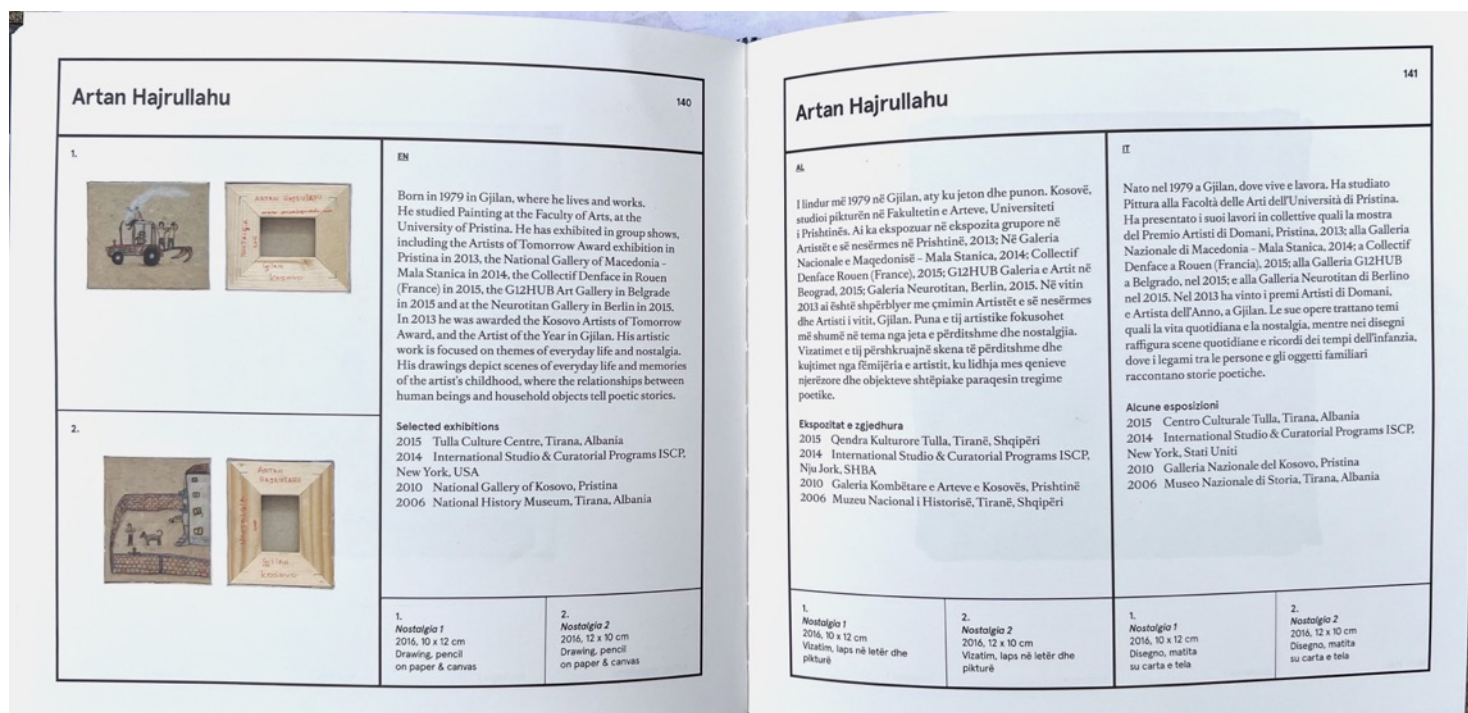 Artan Hajrullahu
140
1.
ARTAN HAJRULLAHU
NOSTALGIA
Gjilan
KOSOVO
2.
ARTAN
HAJRULLAHU
NOSTALGIA
Gjilan
KOSOVO
EN
Born in 1979 in Gjilan, where he lives and works.
He studied Painting at the Faculty of Arts, at the
University of Pristina. He has exhibited in group shows,
including the Artists of Tomorrow Award exhibition in
Pristina in 2013, the National Gallery of Macedonia –
Mala Stanica in 2014, the Collectif Denface in Rouen
(France) in 2015, the G12HUB Art Gallery in Belgrade
in 2015 and at the Neurotitan Gallery in Berlin in 2015.
In 2013 he was awarded the Kosovo Artists of Tomorrow
Award, and the Artist of the Year in Gjilan. His artistic
work is focused on themes of everyday life and nostalgia.
His drawings depict scenes of everyday life and memories
of the artist's childhood, where the relationships between
human beings and household objects tell poetic stories.
Selected exhibitions
2015 Tulla Culture Centre, Tirana, Albania
2014 International Studio & Curatorial Programs ISCP,
New York, USA
2010 National Gallery of Kosovo, Pristina
2006 National History Museum, Tirana, Albania
1.
Nostalgia 1
2016, 10 x 12 cm
Drawing, pencil
on paper & canvas
2.
Nostalgia 2
2016, 12 x 10 cm
Drawing, pencil
on paper & canvas
Artan Hajrullahu
141
AL
I lindur më 1979 në Gjilan, aty ku jeton dhe punon. Kosovë,
studioi pikturën në Fakultetin e Arteve, Universiteti
i Prishtinës. Ai ka ekspozuar në ekspozita grupore në
Artistët e së nesërmes në Prishtinë, 2013; Në Galeria
Nacionale e Maqedonisë – Mala Stanica, 2014; Collectif
Denface Rouen (France), 2015; G12HUB Galeria e Artit në
Beograd, 2015; Galeria Neurotitan, Berlin, 2015. Në vitin
2013 ai është shpërblyer me çmimin Artistët e së nesërmes
dhe Artisti i vitit, Gjilan. Puna e tij artistike fokusohet
më shumë në tema nga jeta e përditshme dhe nostalgjia.
Vizatimet e tij përshkruajnë skena të përditshme dhe
kujtimet nga fëmijëria e artistit, ku lidhja mes qenieve
njerëzore dhe objekteve shtëpiake paraqesin tregime
poetike.
Ekspozitat e zgjedhura
2015 Qendra Kulturore Tulla, Tiranë, Shqipëri
2014 International Studio & Curatorial Programs ISCP,
Nju Jork, SHBA
2010 Galeria Kombëtare e Arteve e Kosovës, Prishtinë
2006 Muzeu Nacional i Historisë, Tiranë, Shqipëri
1.
Nostalgia 1
2016, 10 x 12 cm
Vizatim, laps në letër dhe
pikturë
2.
Nostalgia 2
2016, 12 x 10 cm
Vizatim, laps në letër dhe
pikturë
IT
Nato nel 1979 a Gjilan, dove vive e lavora. Ha studiato
Pittura alla Facoltà delle Arti dell'Università di Pristina.
Ha presentato i suoi lavori in collettive quali la mostra
del Premio Artisti di Domani, Pristina, 2013; alla Galleria
Nazionale di Macedonia – Mala Stanica, 2014; a Collectif
Denface a Rouen (Francia), 2015; alla Galleria G12HUB
a Belgrado, nel 2015; e alla Galleria Neurotitan di Berlino
nel 2015. Nel 2013 ha vinto i premi Artisti di Domani,
e Artista dell'Anno, a Gjilan. Le sue opere trattano temi
quali la vita quotidiana e la nostalgia, mentre nei disegni
raffigura scene quotidiane e ricordi dei tempi dell'infanzia,
dove i legami tra le persone e gli oggetti familiari
raccontano storie poetiche.
Alcune esposizioni
2015 Centro Culturale Tulla, Tirana, Albania
2014 International Studio & Curatorial Programs ISCP,
New York, Stati Uniti
2010 Galleria Nazionale del Kosovo, Pristina
2006 Museo Nazionale di Storia, Tirana, Albania
1.
Nostalgia 1
2016, 10 x 12 cm
Disegno, matita
su carta e tela
2.
Nostalgia 2
2016, 12 x 10 cm
Disegno, matita
su carta e tela